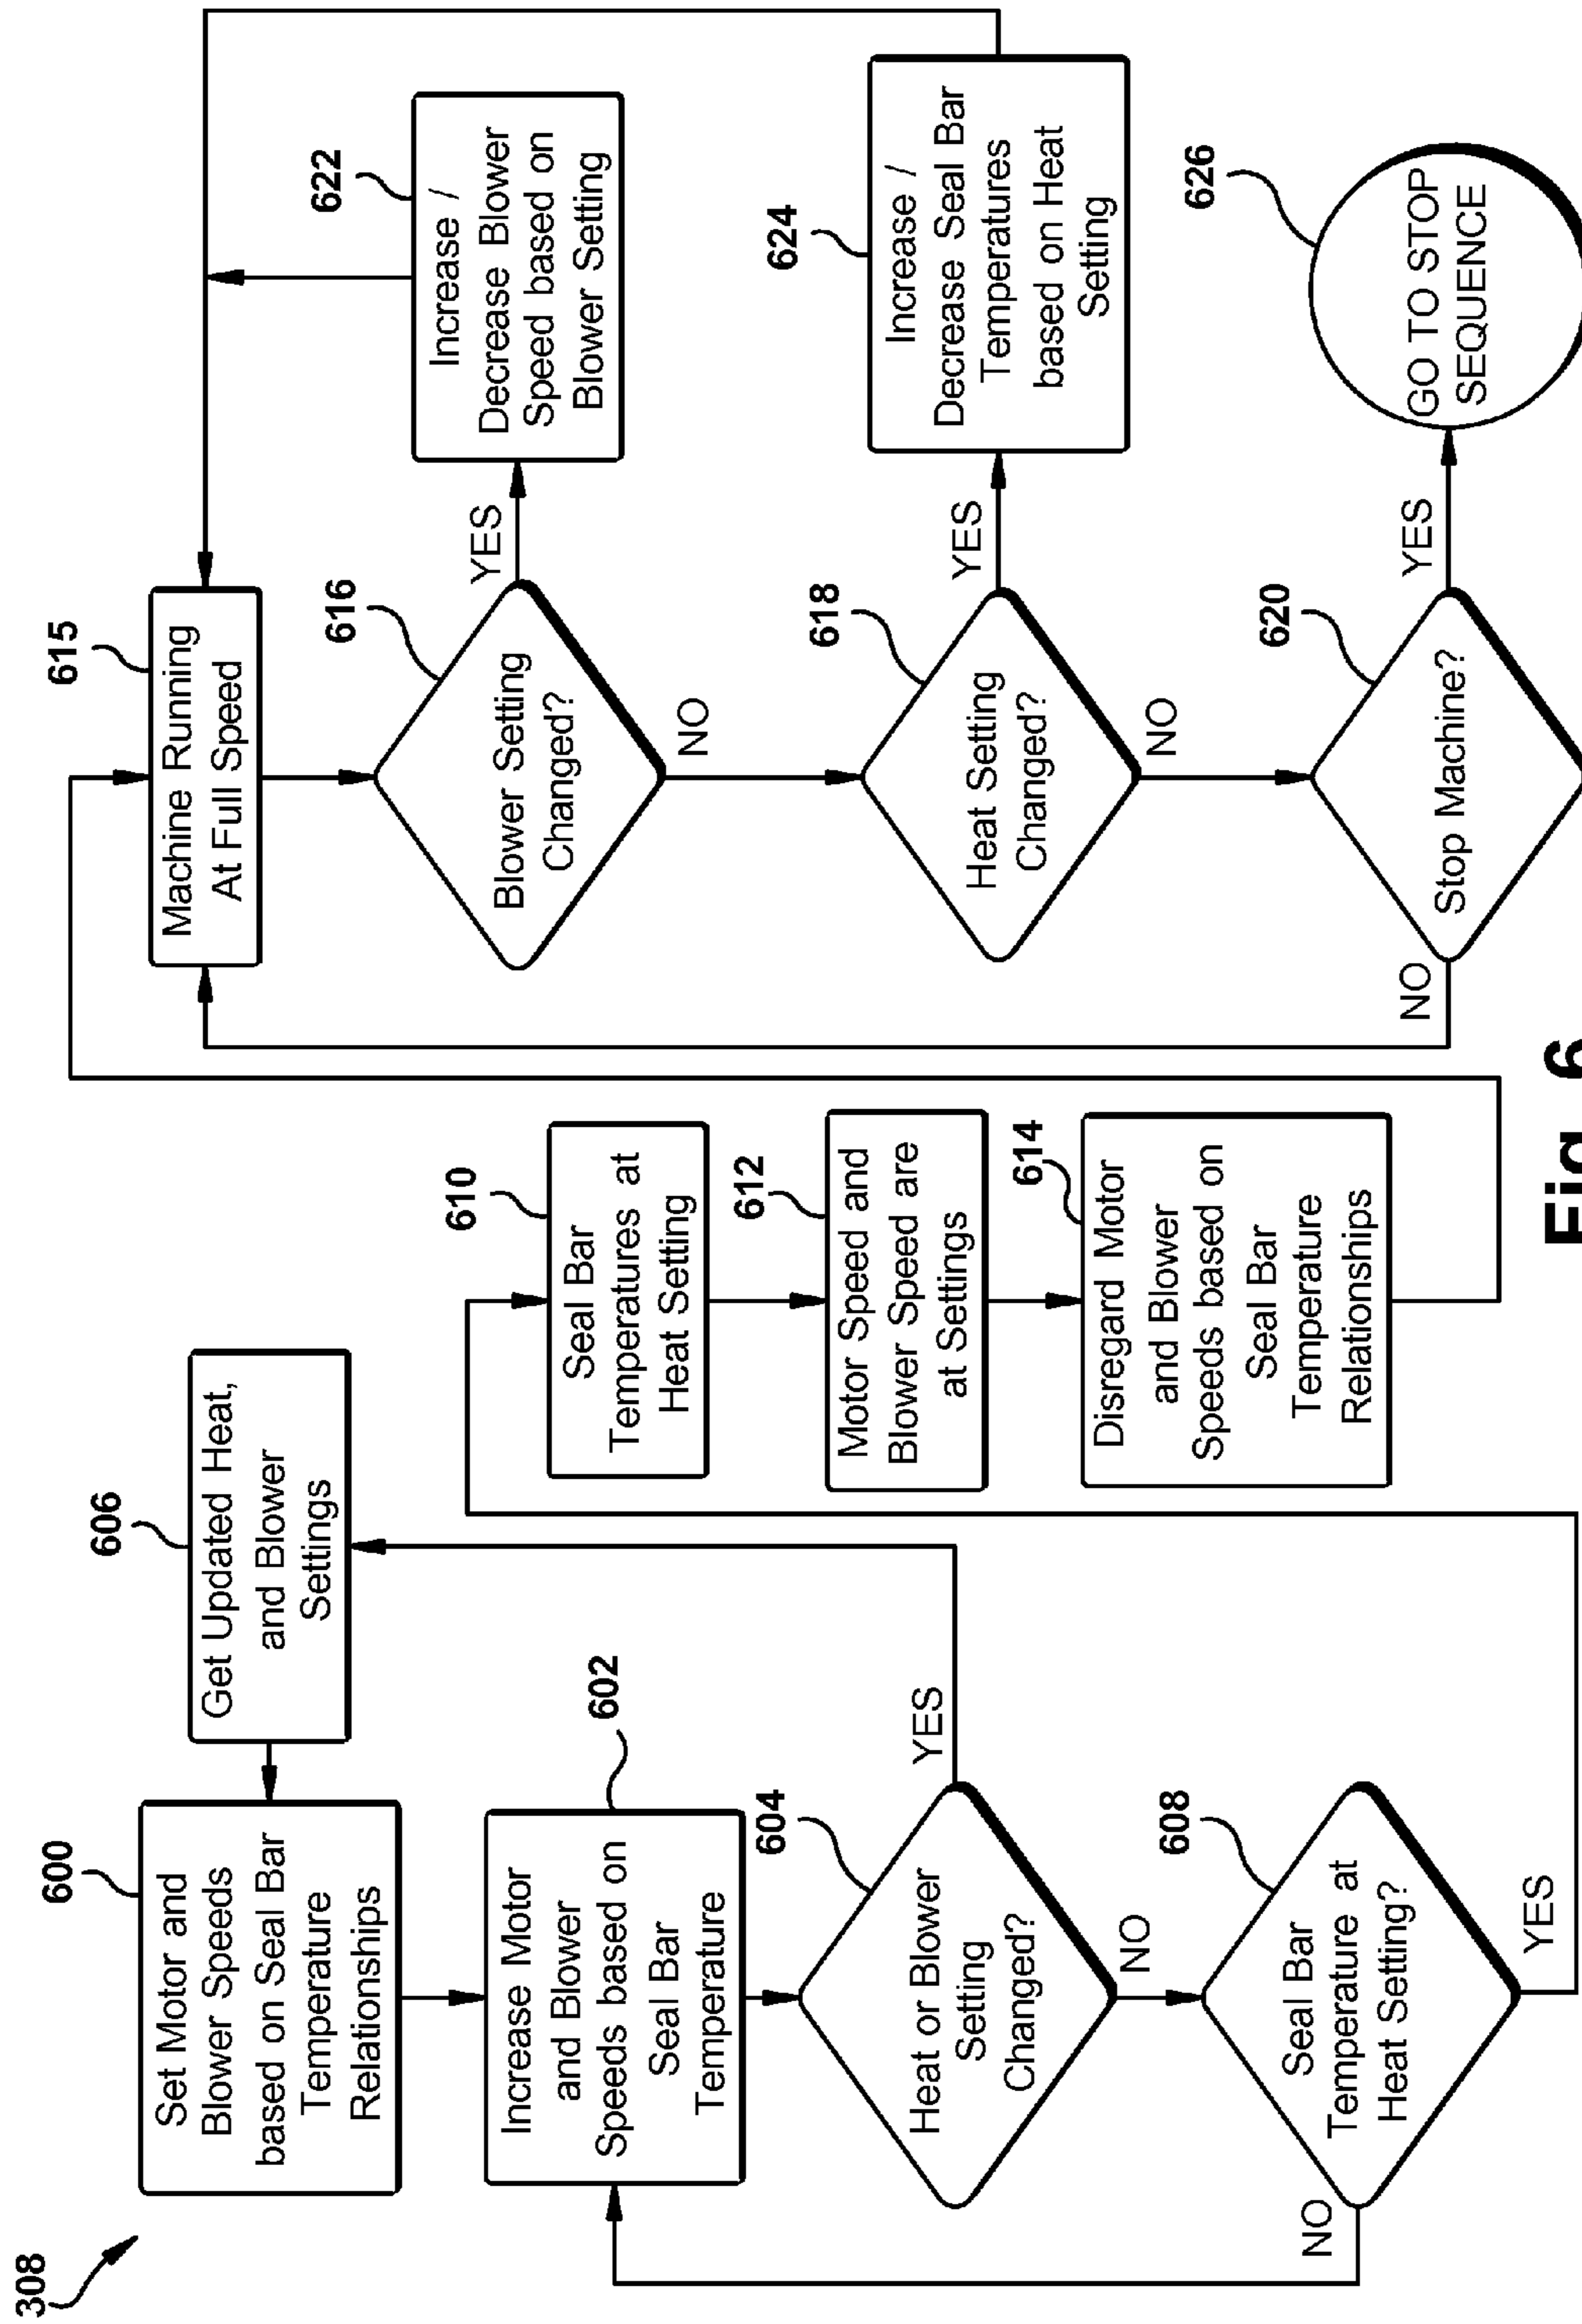 308
600
Set Motor and
Blower Speeds
based on Seal Bar
Temperature
Relationships
606
Get Updated Heat,
and Blower
Settings
602
Increase Motor
and Blower
Speeds based on
Seal Bar
Temperature
604
Heat or Blower
Setting
Changed?
YES
NO
608
Seal Bar
Temperature at
Heat Setting?
NO
YES
610
Seal Bar
Temperatures at
Heat Setting
612
Motor Speed and
Blower Speed are
at Settings
614
Disregard Motor
and Blower
Speeds based on
Seal Bar
Temperature
Relationships
615
Machine Running
At Full Speed
616
Blower Setting
Changed?
YES
NO
622
Increase /
Decrease Blower
Speed based on
Blower Setting
618
Heat Setting
Changed?
YES
NO
624
Increase /
Decrease Seal Bar
Temperatures
based on Heat
Setting
620
Stop Machine?
NO
YES
626
GO TO STOP
SEQUENCE
Fig. 6